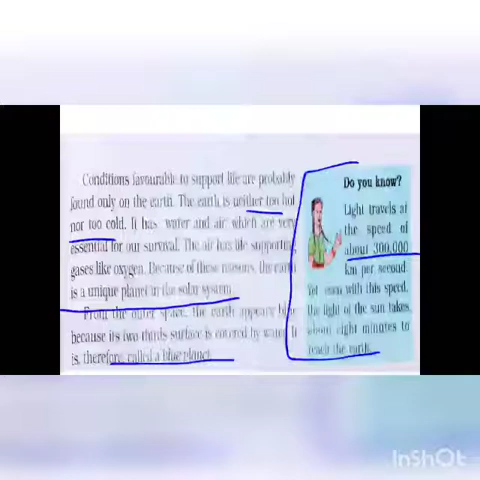 Conditions favourable to support life are probably
found only on the earth. The earth is neither too hot
nor too cold. It has water and air, which are very
essential for our survival. The air has life supporting
gases like oxygen. Because of these reasons, the earth
is a unique planet in the solar system.
From the outer space, the earth appears blue
because its two thirds surface is covered by water. It
is, therefore, called a blue planet.
Do you know?
Light travels at
the speed of
about 300,000
km per second.
Yet even with this speed,
the light of the sun takes
about eight minutes to
reach the earth.
InShOt